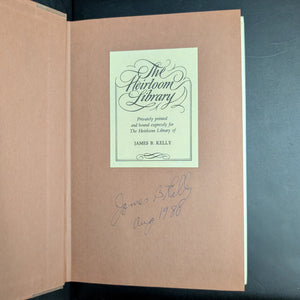 The
Heirloom
Library
Privately printed
and bound expressly for
The Heirloom Library of
JAMES B. KELLY
James B Kelly
Aug 1988